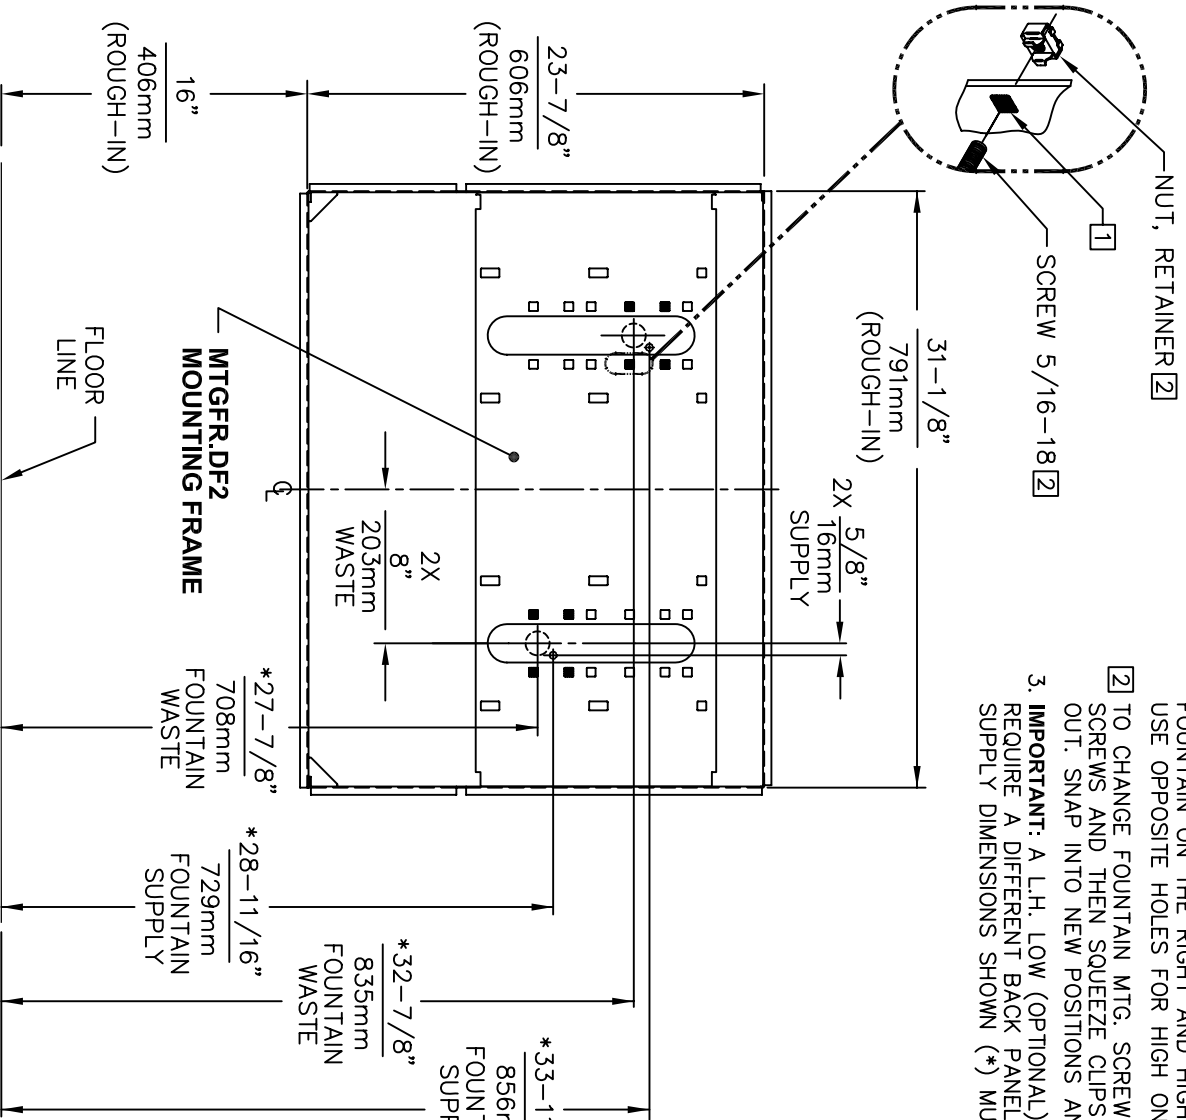 NUT, RETAINER 2
1
SCREW 5/16-18 2
FOUNTAIN ON THE RIGHT AND HIGH
USE OPPOSITE HOLES FOR HIGH ON
2 TO CHANGE FOUNTAIN MTG. SCREW
SCREWS AND THEN SQUEEZE CLIPS
OUT. SNAP INTO NEW POSITIONS AN
3. IMPORTANT: A L.H. LOW (OPTIONAL)
REQUIRE A DIFFERENT BACK PANEL
SUPPLY DIMENSIONS SHOWN (*) MU
31-1/8"
791mm
(ROUGH-IN)
2X 5/8"
16mm
SUPPLY
23-7/8"
606mm
(ROUGH-IN)
16"
406mm
(ROUGH-IN)
2X
8"
203mm
WASTE
CL
MTGFR.DF2
MOUNTING FRAME
FLOOR
LINE
*27-7/8"
708mm
FOUNTAIN
WASTE
*28-11/16"
729mm
FOUNTAIN
SUPPLY
*32-7/8"
835mm
FOUNTAIN
WASTE
*33-1
856
FOUNT
SUPP